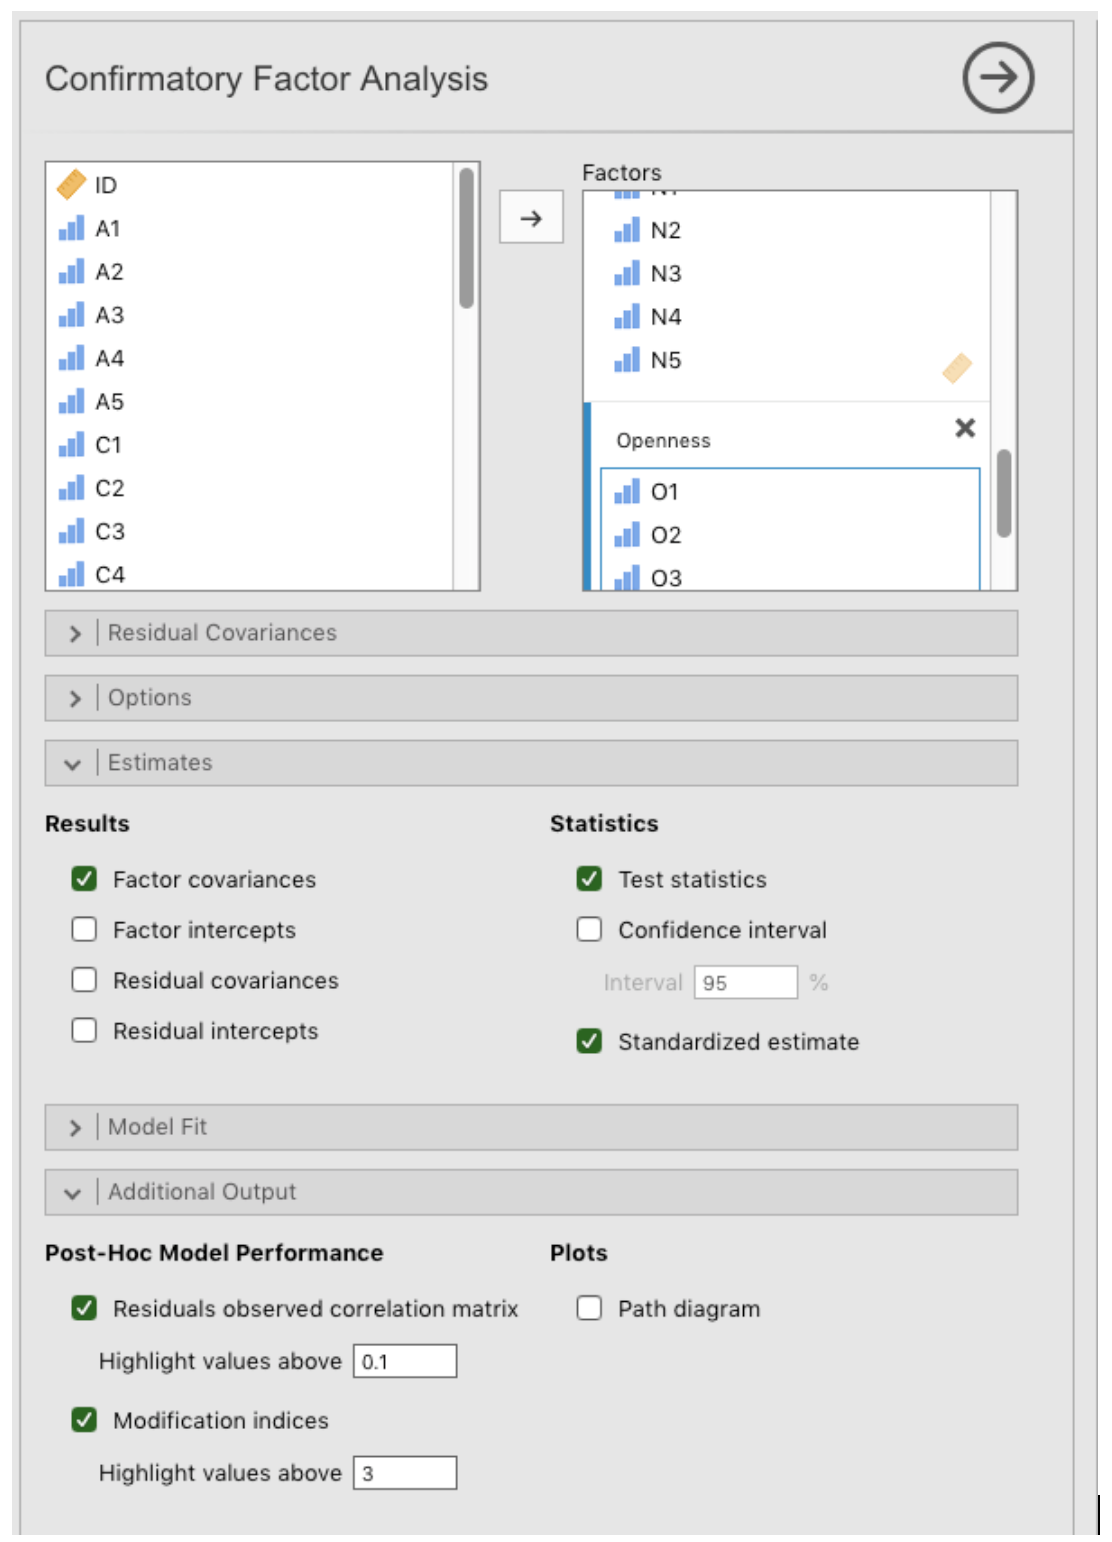 Confirmatory Factor Analysis
ID
A1
A2
A3
A4
A5
C1
C2
C3
C4
Factors
N2
N3
N4
N5
Openness
O1
O2
O3
Residual Covariances
Options
Estimates
Results
Factor covariances
Factor intercepts
Residual covariances
Residual intercepts
Statistics
Test statistics
Confidence interval
Interval 95 %
Standardized estimate
Model Fit
Additional Output
Post-Hoc Model Performance
Residuals observed correlation matrix
Highlight values above 0.1
Modification indices
Highlight values above 3
Plots
Path diagram